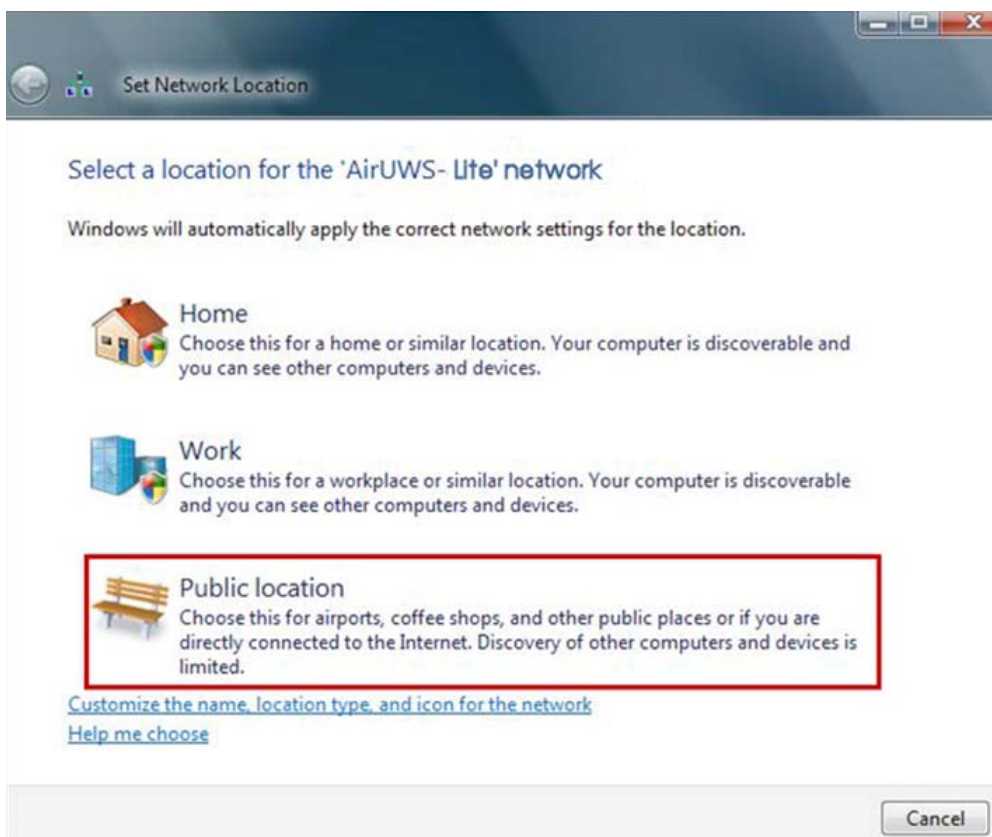 Set Network Location
Select a location for the 'AirUWS- Lite' network
Windows will automatically apply the correct network settings for the location.
Home
Choose this for a home or similar location. Your computer is discoverable and
you can see other computers and devices.
Work
Choose this for a workplace or similar location. Your computer is discoverable
and you can see other computers and devices.
Public location
Choose this for airports, coffee shops, and other public places or if you are
directly connected to the Internet. Discovery of other computers and devices is
limited.
Customize the name, location type, and icon for the network
Help me choose
Cancel